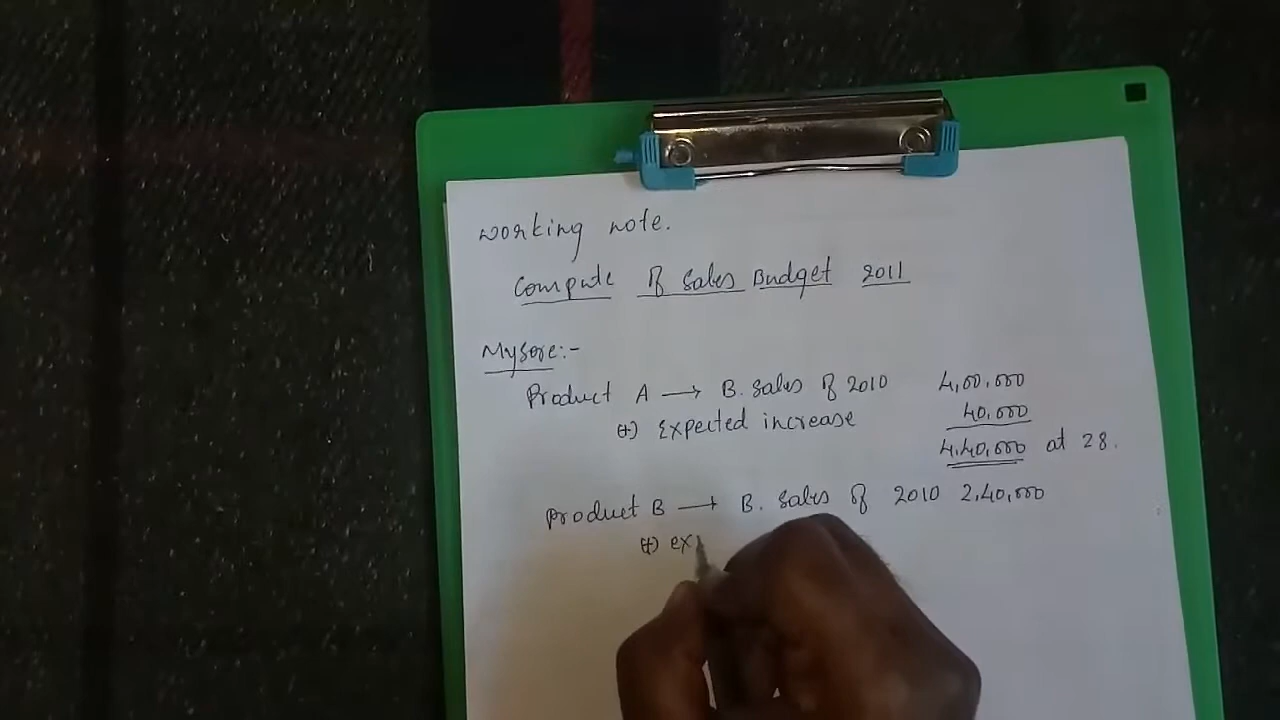 working note.
Compute of Sales Budget 2011
Mysore:-
Product A → B. Sales of 2010 4,00,000
(+) Expected increase 40,000
4,40,000 at 28.
Product B → B. Sales of 2010 2,40,000
(+) exp